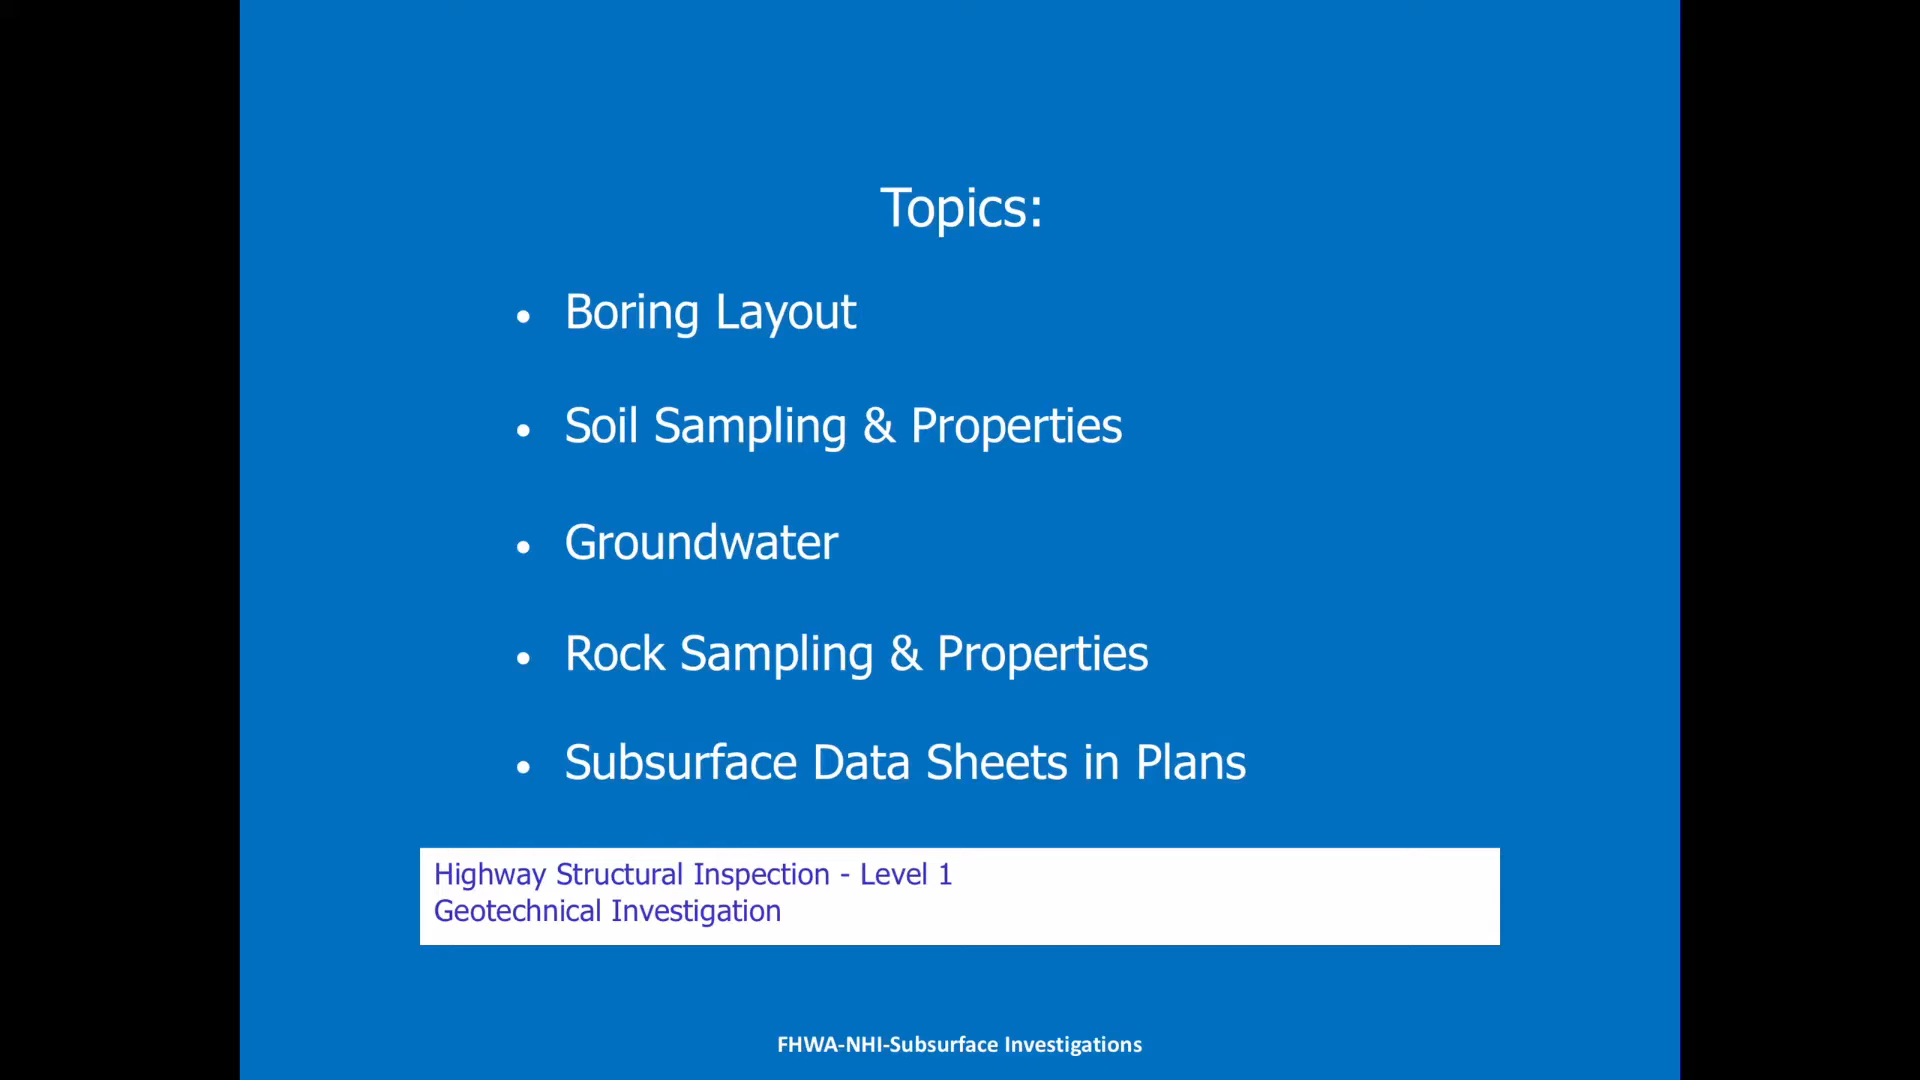 Topics:
• Boring Layout
• Soil Sampling & Properties
• Groundwater
• Rock Sampling & Properties
• Subsurface Data Sheets in Plans
Highway Structural Inspection - Level 1
Geotechnical Investigation
FHWA-NHI-Subsurface Investigations